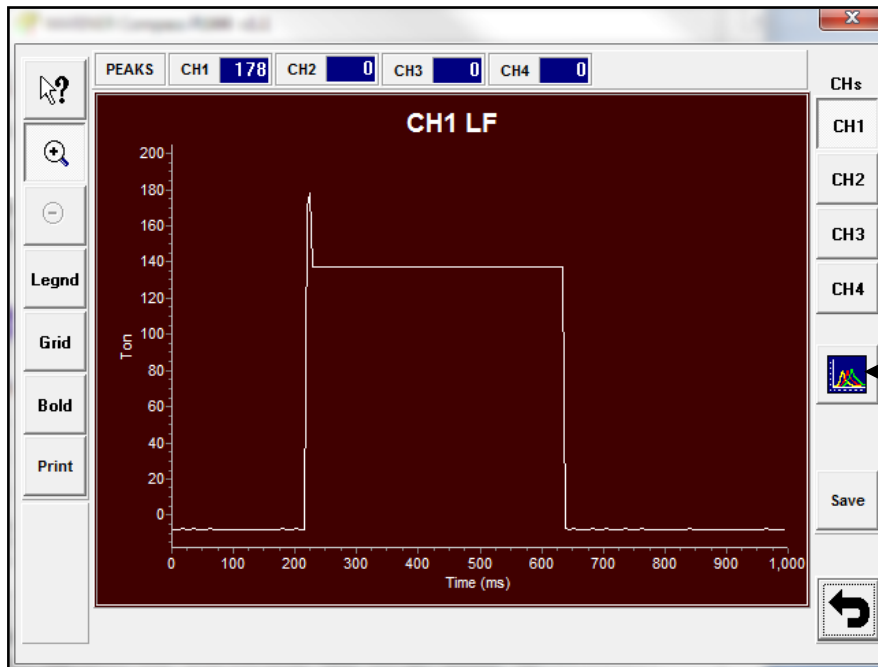 PEAKS CH1 178 CH2 0 CH3 0 CH4 0
CHs
CH1
CH2
CH3
CH4
Save
?
Legnd
Grid
Bold
Print
CH1 LF
200
180
160
140
120
100
80
60
40
20
0
Ton
0 100 200 300 400 500 600 700 800 900 1,000
Time (ms)